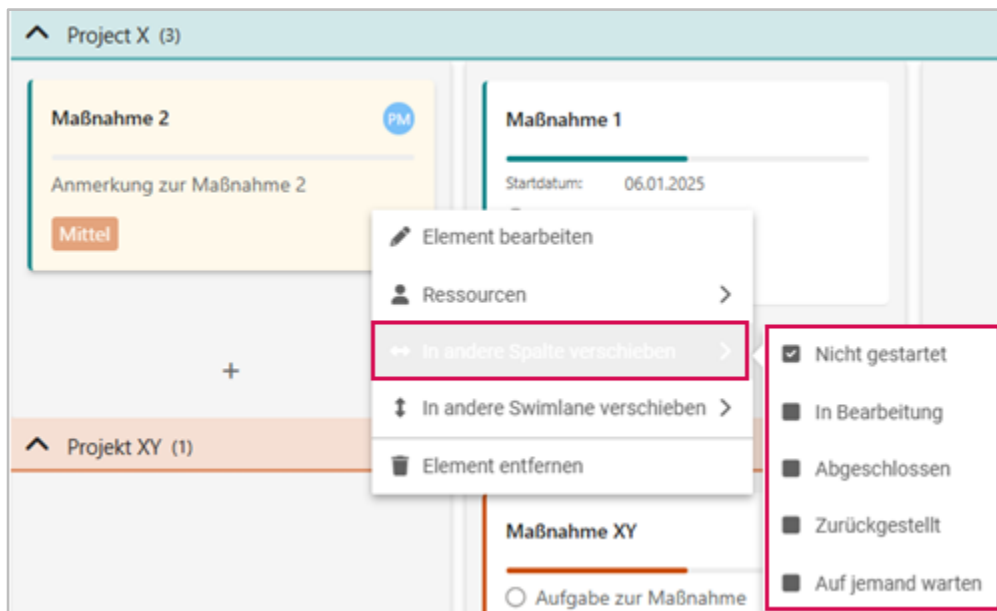 Project X (3)
Maßnahme 2
PM
Anmerkung zur Maßnahme 2
Mittel
Maßnahme 1
Startdatum: 06.01.2025
Element bearbeiten
Ressourcen
In andere Spalte verschieben
In andere Swimlane verschieben
Element entfernen
Nicht gestartet
In Bearbeitung
Abgeschlossen
Zurückgestellt
Auf jemand warten
Projekt XY (1)
Maßnahme XY
Aufgabe zur Maßnahme